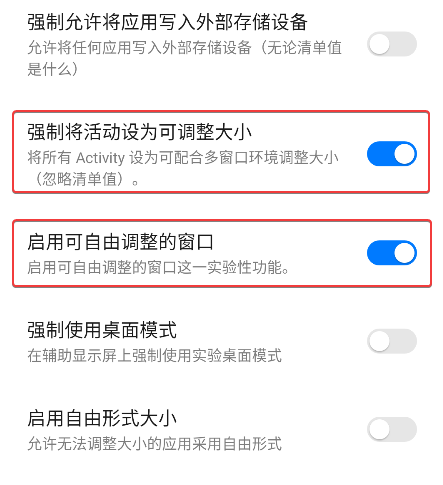 强制允许将应用写入外部存储设备
允许将任何应用写入外部存储设备（无论清单值
是什么）
强制将活动设为可调整大小
将所有 Activity 设为可配合多窗口环境调整大小
（忽略清单值）。
启用可自由调整的窗口
启用可自由调整的窗口这一实验性功能。
强制使用桌面模式
在辅助显示屏上强制使用实验桌面模式
启用自由形式大小
允许无法调整大小的应用采用自由形式